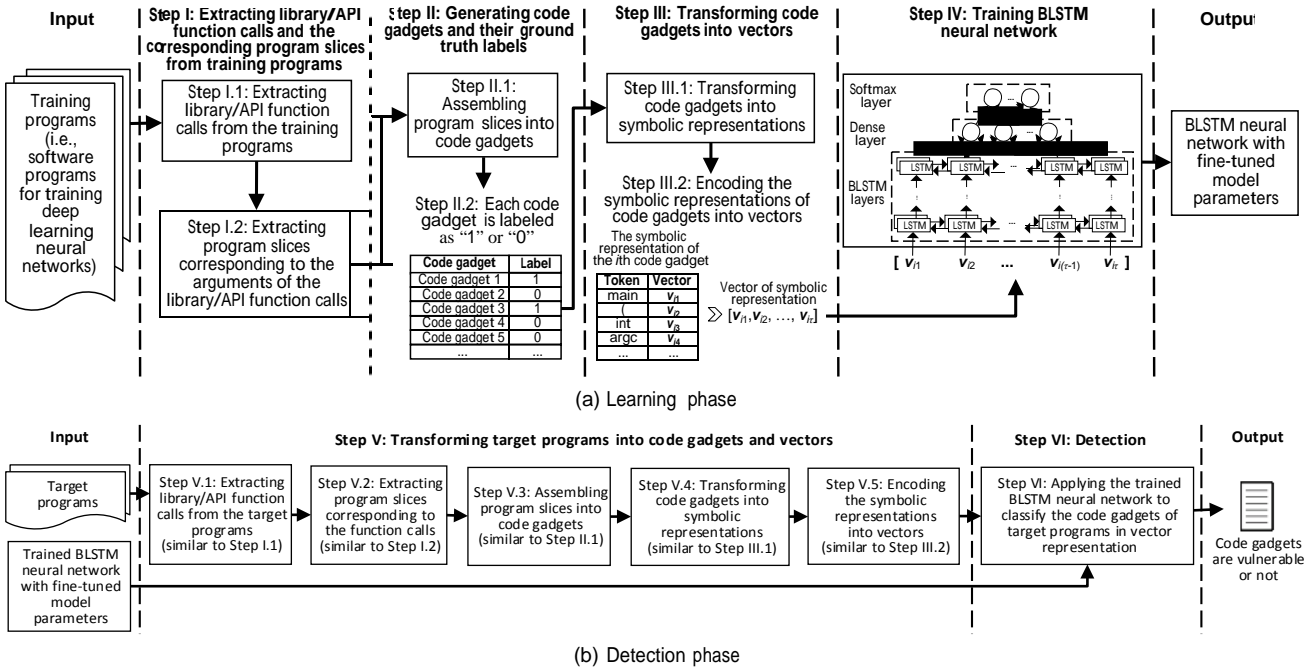 Input
Step I: Extracting library/API
function calls and the
corresponding program slices
from training programs
Step II: Generating code
gadgets and their ground
truth labels
Step III: Transforming code
gadgets into vectors
Step IV: Training BLSTM
neural network
Output
Training
programs
(i.e.,
software
programs
for training
deep
learning
neural
networks)
Step I.1: Extracting
library/API function
calls from the training
programs
Step I.2: Extracting
program slices
corresponding to the
arguments of the
library/API function calls
Step II.1:
Assembling
program slices into
code gadgets
Step II.2: Each code
gadget is labeled
as “1” or “0”
Code gadget Label
Code gadget 1 1
Code gadget 2 0
Code gadget 3 1
Code gadget 4 0
Code gadget 5 0
... ...
Step III.1: Transforming
code gadgets into
symbolic representations
Step III.2: Encoding the
symbolic representations
of code gadgets into vectors
The symbolic
representation of
the ith code gadget
Token Vector
main vi1
( vi2
int vi3
argc vi4
... ...
Vector of symbolic
representation
[vi1,vi2, …, viτ]
Softmax
layer
...
Dense
layer
...
BLSTM
layers
LSTM LSTM ... LSTM LSTM
... ... ... ...
LSTM LSTM ... LSTM LSTM
[ vi1 vi2 ... vi(τ-1) viτ ]
BLSTM neural
network with
fine-tuned
model
parameters
(a) Learning phase
Input
Step V: Transforming target programs into code gadgets and vectors
Step VI: Detection
Output
Target
programs
Trained BLSTM
neural network
with fine-tuned
model
parameters
Step V.1: Extracting
library/API function
calls from the target
programs
(similar to Step I.1)
Step V.2: Extracting
program slices
corresponding to
the function calls
(similar to Step I.2)
Step V.3: Assembling
program slices into
code gadgets
(similar to Step II.1)
Step V.4: Transforming
code gadgets into
symbolic
representations
(similar to Step III.1)
Step V.5: Encoding
the symbolic
representations
into vectors
(similar to Step III.2)
Step VI: Applying the trained
BLSTM neural network to
classify the code gadgets of
target programs in vector
representation
Code gadgets
are vulnerable
or not
(b) Detection phase